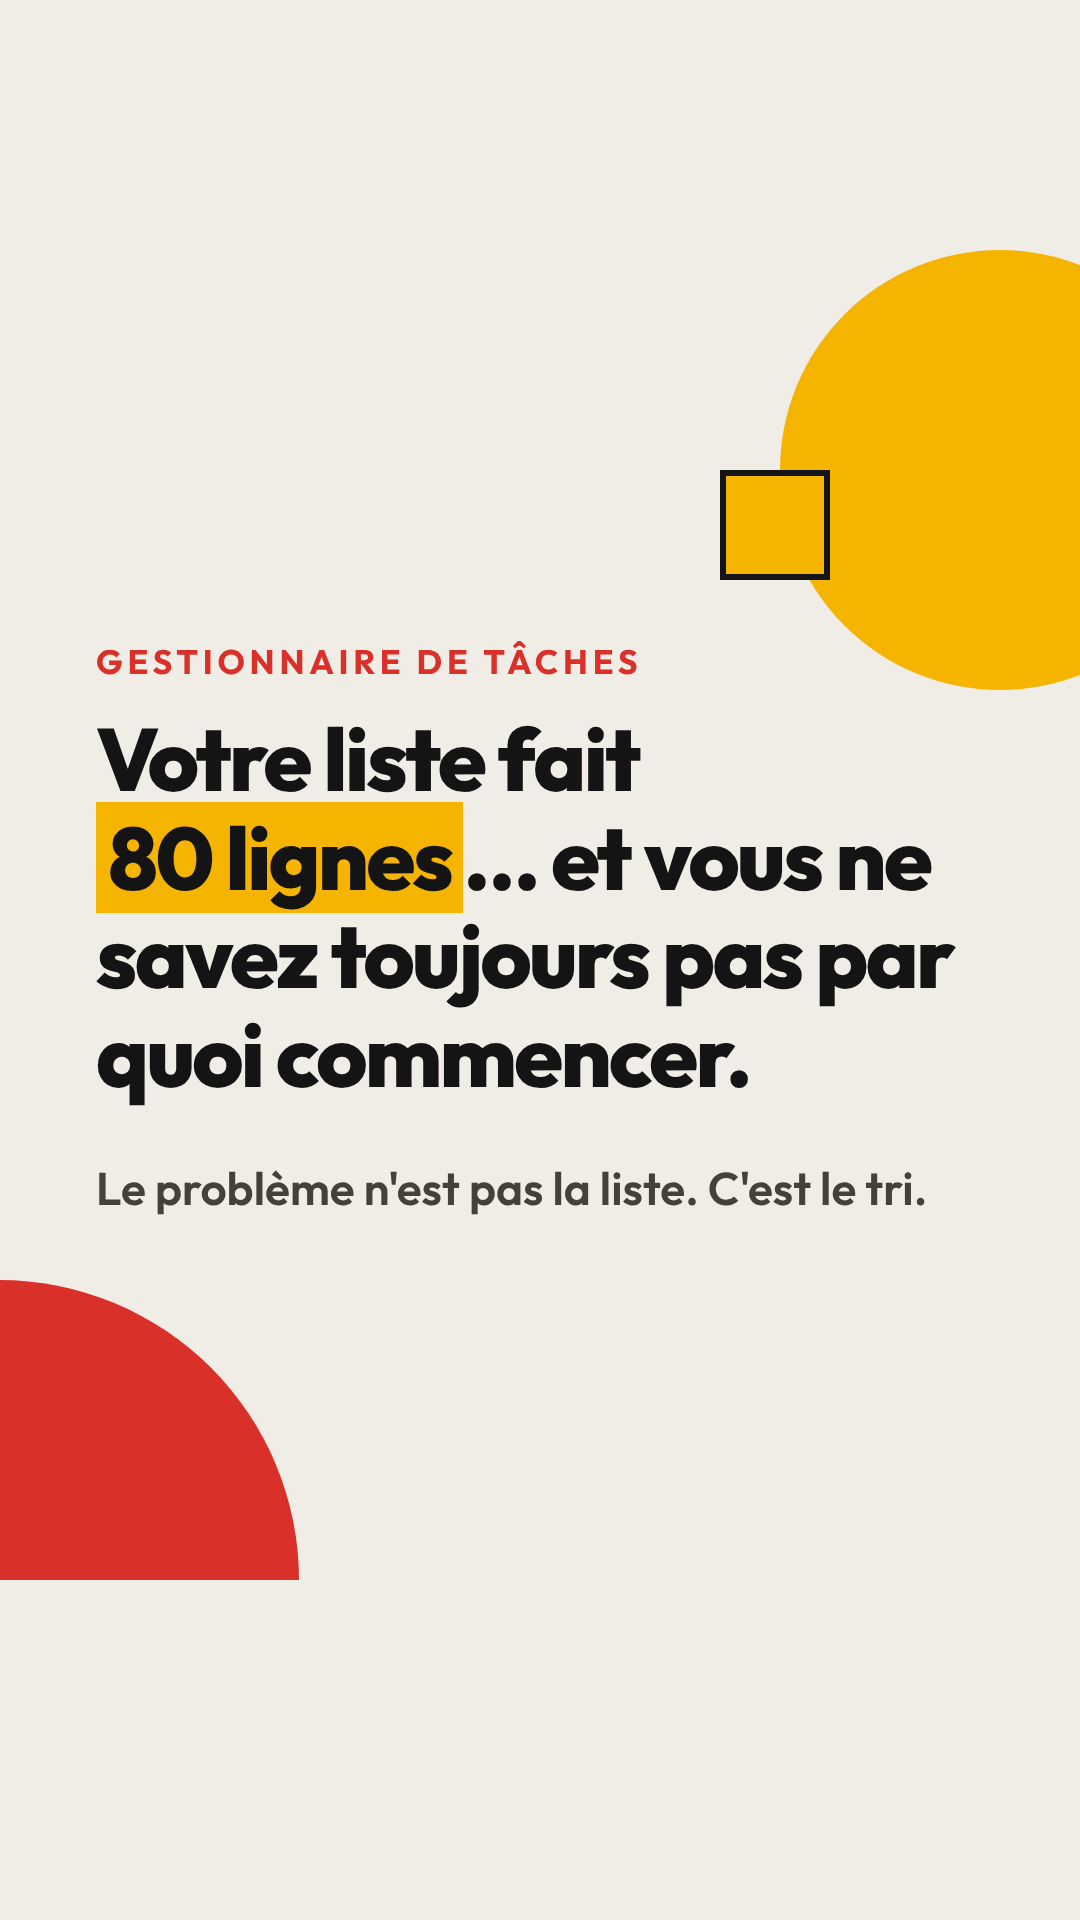 GESTIONNAIRE DE TÂCHES
Votre liste fait
80 lignes... et vous ne
savez toujours pas par
quoi commencer.
Le problème n'est pas la liste. C'est le tri.